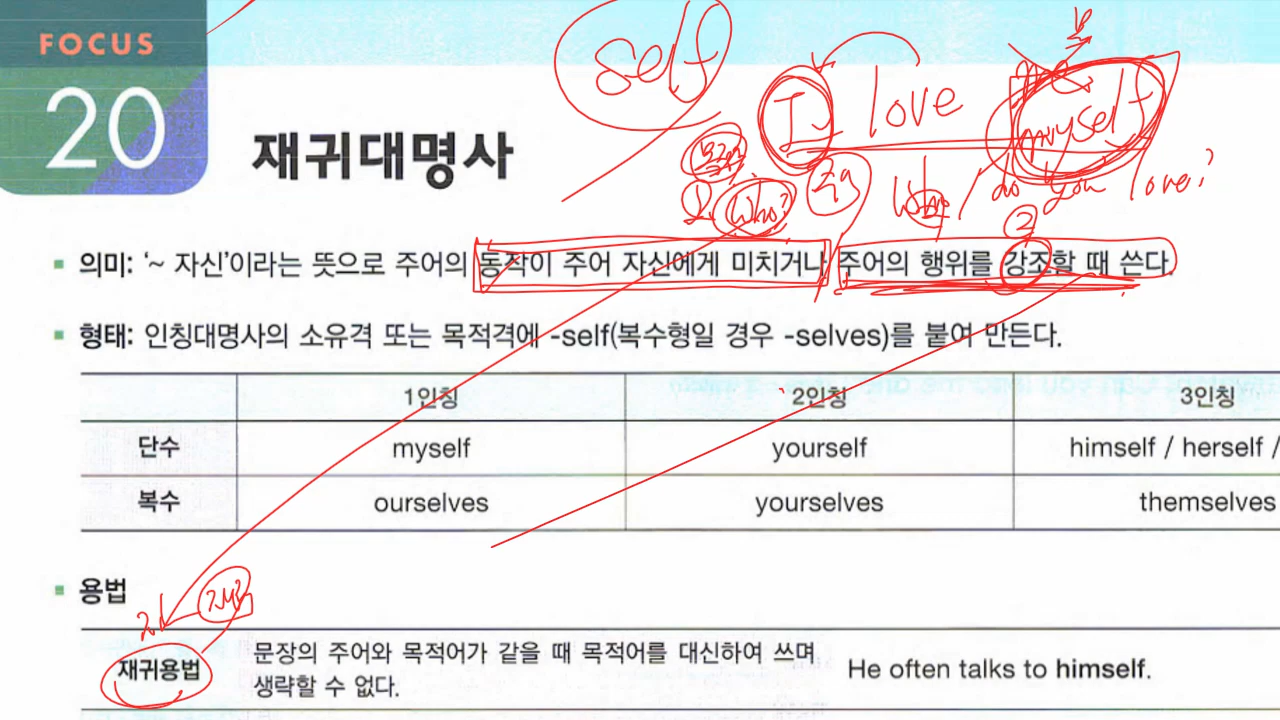 FOCUS
20
재귀대명사
self
I love
me
myself
Who?
do you love?
②
의미: '~ 자신'이라는 뜻으로 주어의 동작이 주어 자신에게 미치거나 주어의 행위를 강조할 때 쓴다.
형태: 인칭대명사의 소유격 또는 목적격에 -self(복수형일 경우 -selves)를 붙여 만든다.
1인칭 2인칭 3인칭
단수 myself yourself himself / herself /
복수 ourselves yourselves themselves
용법
재귀용법 문장의 주어와 목적어가 같을 때 목적어를 대신하여 쓰며
생략할 수 없다.
He often talks to himself.